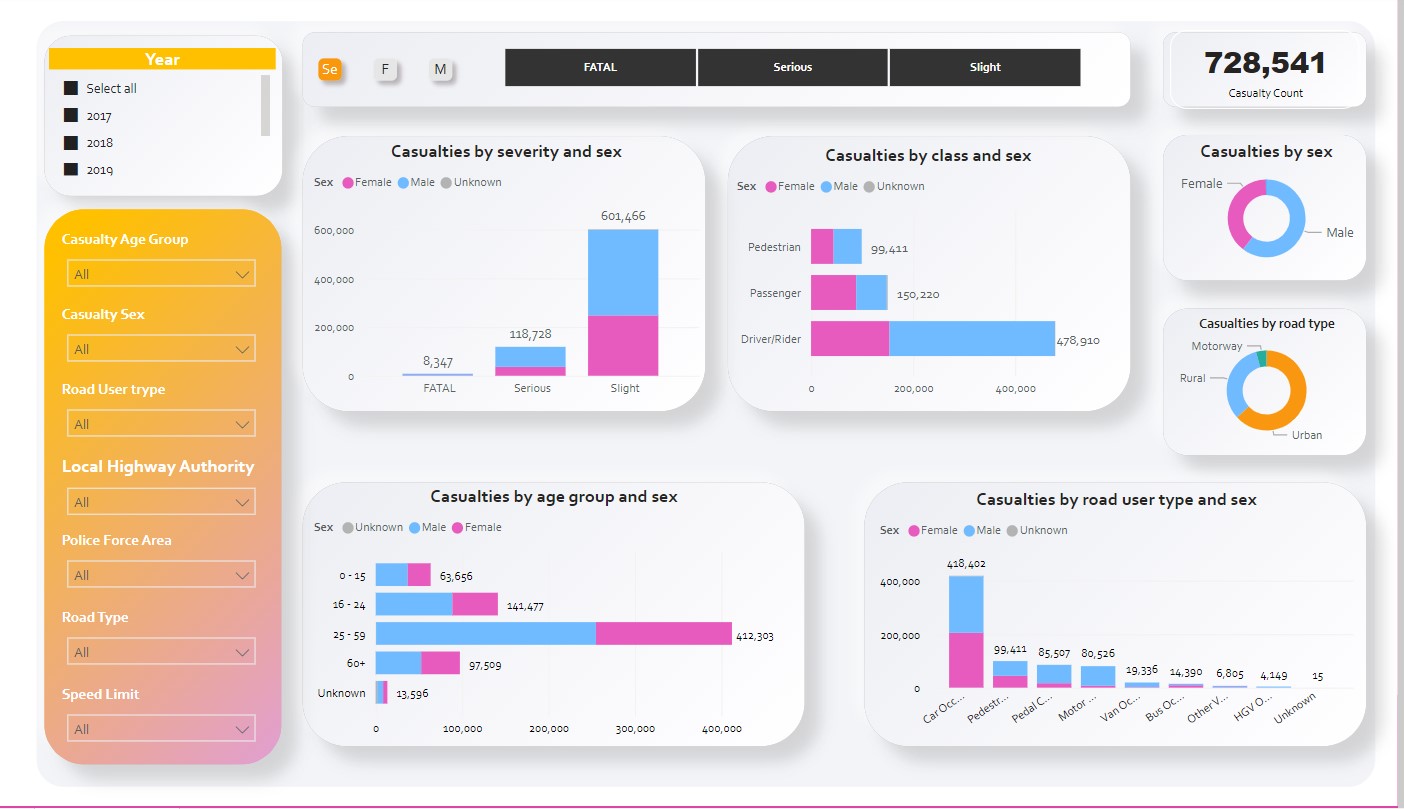 Year
Select all
2017
2018
2019
Casualty Age Group
All
Casualty Sex
All
Road User trype
All
Local Highway Authority
All
Police Force Area
All
Road Type
All
Speed Limit
All
Se F M
FATAL Serious Slight
728,541
Casualty Count
Casualties by severity and sex
Sex Female Male Unknown
600,000
400,000
200,000
0
8,347
118,728
601,466
FATAL Serious Slight
Casualties by class and sex
Sex Female Male Unknown
Pedestrian 99,411
Passenger 150,220
Driver/Rider 478,910
0 200,000 400,000
Casualties by sex
Female
Male
Casualties by road type
Motorway
Rural
Urban
Casualties by age group and sex
Sex Unknown Male Female
0 - 15 63,656
16 - 24 141,477
25 - 59 412,303
60+ 97,509
Unknown 13,596
0 100,000 200,000 300,000 400,000
Casualties by road user type and sex
Sex Female Male Unknown
400,000
200,000
0
418,402
99,411
85,507
80,526
19,336
14,390
6,805
4,149
15
Car Occ...
Pedestr...
Pedal C...
Motor ...
Van Oc...
Bus Oc...
Other V...
HGV O...
Unknown